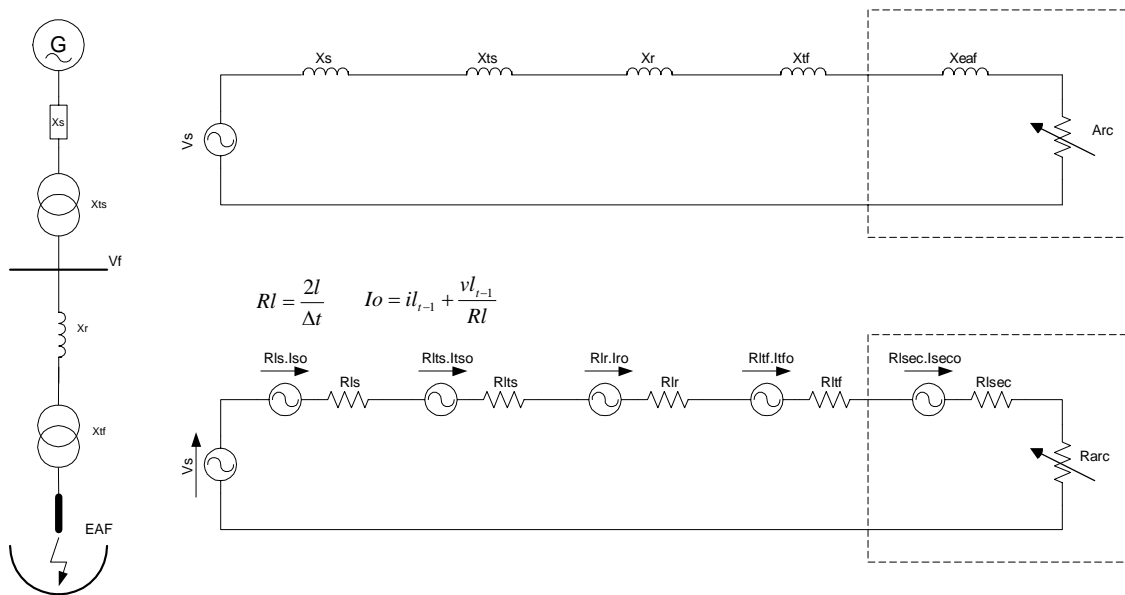 G
Xs
Xts
Vf
Xr
Xtf
EAF
Xs Xts Xr Xtf Xeaf
Vs
Arc
Rl = 2l / Δt    Io = il_{t-1} + vl_{t-1} / Rl
Rls.Iso Rlts.Itso Rlr.Iro Rltf.Itfo Rlsec.Iseco
Rls Rlts Rlr Rltf Rlsec
Vs
Rarc